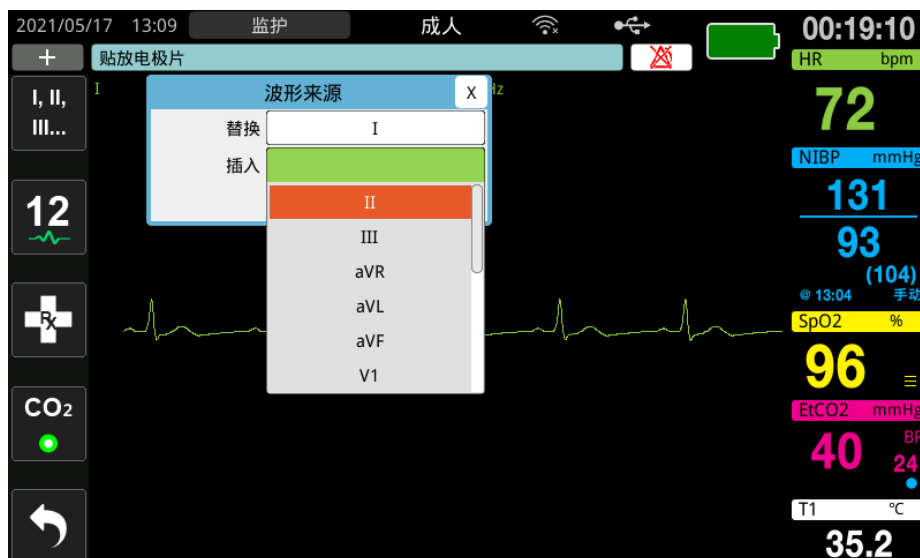 2021/05/17 13:09 监护 成人 00:19:10
+ 贴放电极片
HR bpm
72
I, II,
III...
I
波形来源 X
替换 I
插入
II
III
aVR
aVL
aVF
V1
NIBP mmHg
131
93
(104)
@ 13:04 手动
12
Rx
SpO2 %
96
CO2
EtCO2 mmHg
40
24
T1 °C
35.2